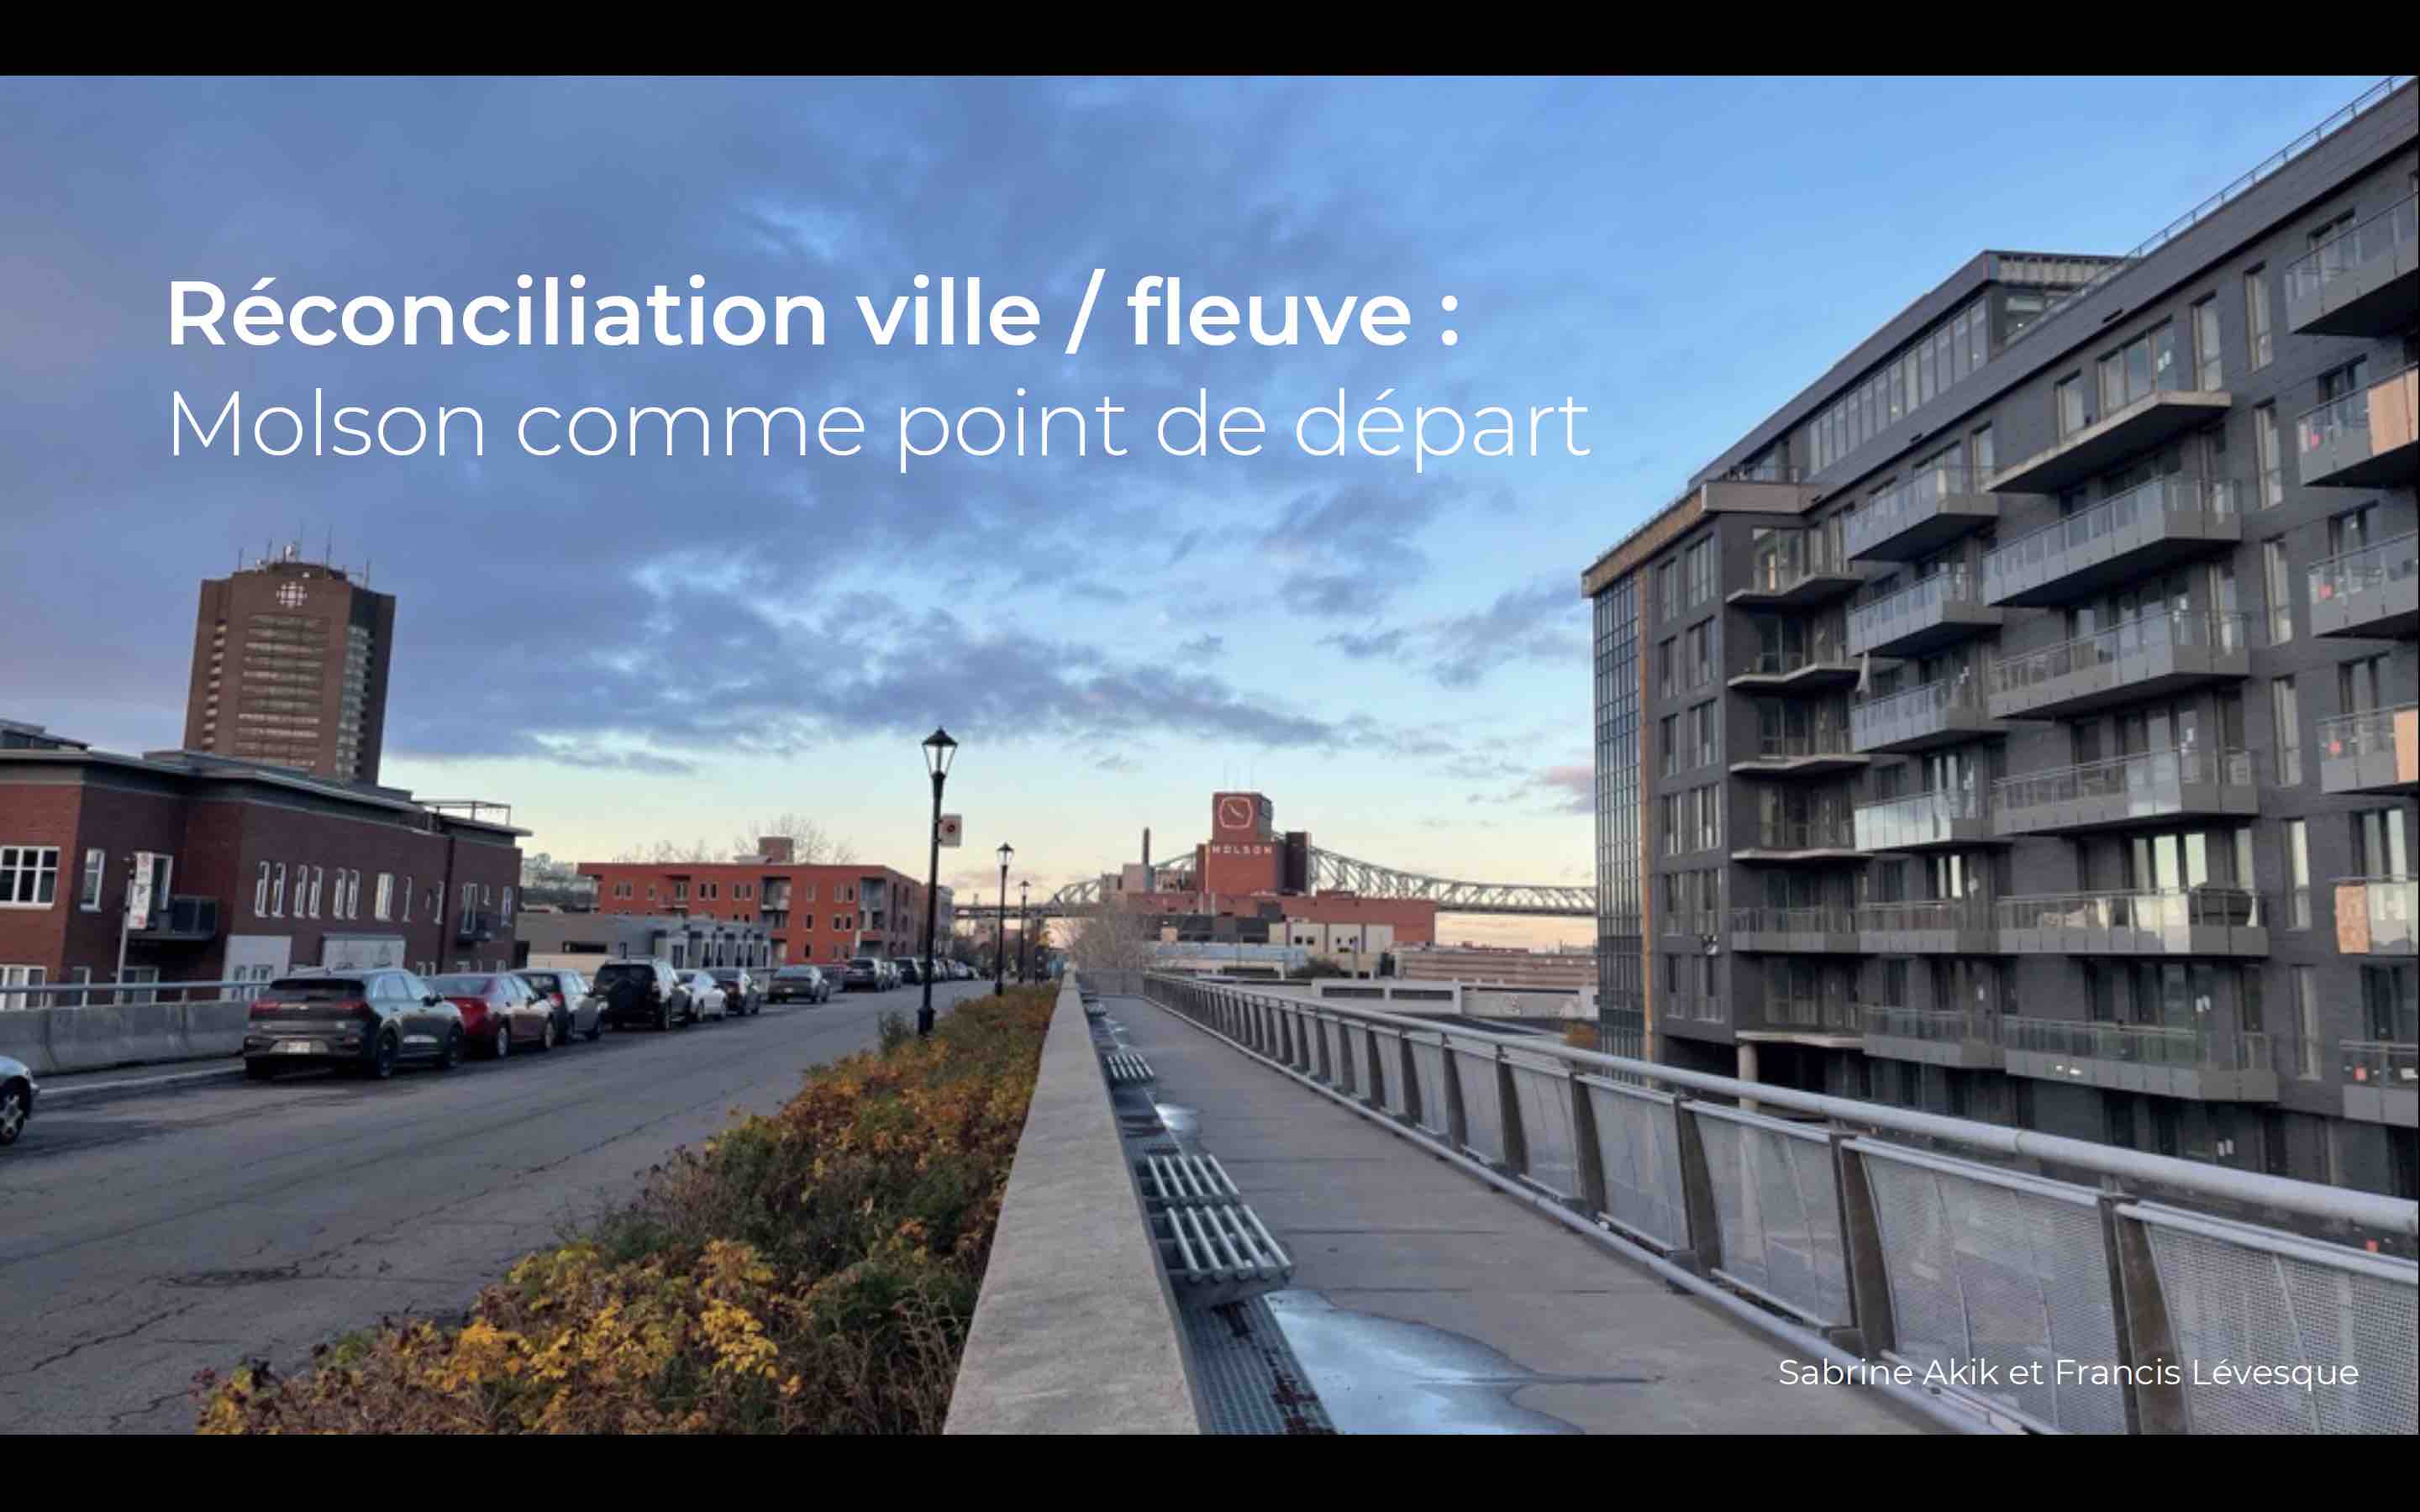 Réconciliation ville / fleuve :
Molson comme point de départ
MOLSON
Sabrine Akik et Francis Lévesque